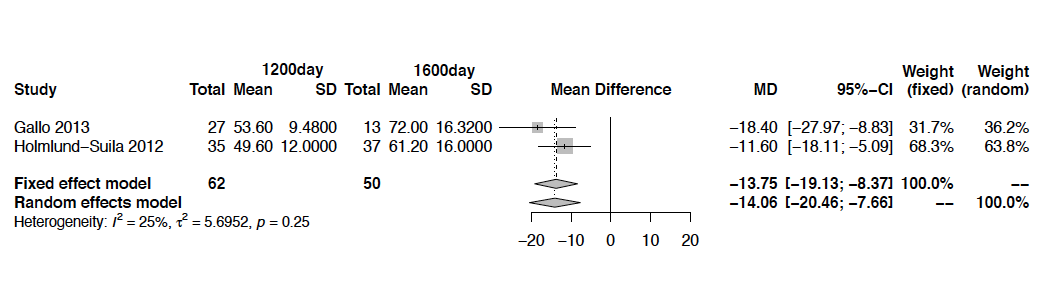 1200day 1600day Weight Weight
Study Total Mean SD Total Mean SD Mean Difference MD 95%−CI (fixed) (random)
Gallo 2013 27 53.60 9.4800 13 72.00 16.3200 −18.40 [−27.97; −8.83] 31.7% 36.2%
Holmlund−Suila 2012 35 49.60 12.0000 37 61.20 16.0000 −11.60 [−18.11; −5.09] 68.3% 63.8%
Fixed effect model 62 50 −13.75 [−19.13; −8.37] 100.0% −−
Random effects model −14.06 [−20.46; −7.66] −− 100.0%
Heterogeneity: I² = 25%, τ² = 5.6952, p = 0.25
−20 −10 0 10 20